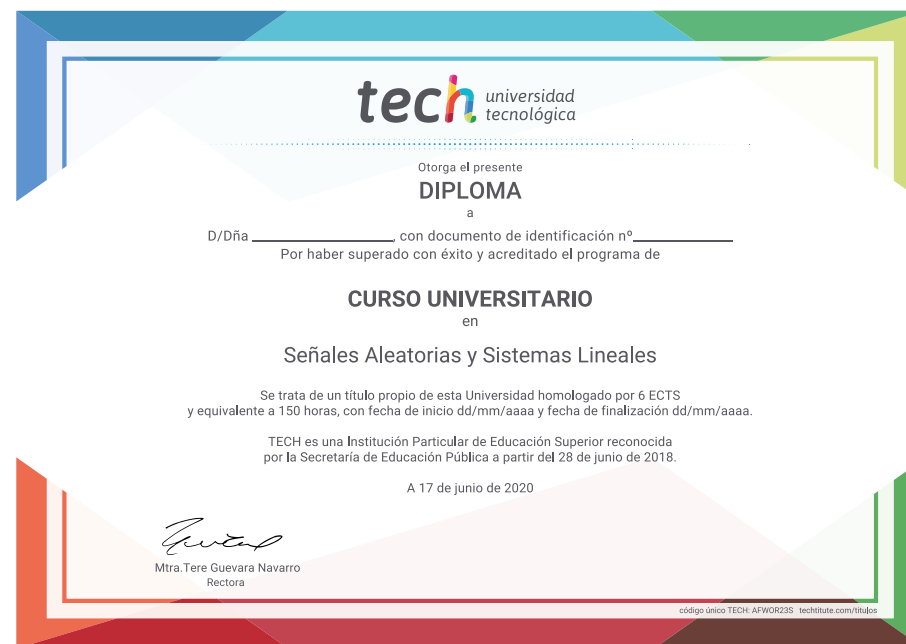 tech universidad
tecnológica
Otorga el presente
DIPLOMA
a
D/Dña ____________, con documento de identificación nº____________
Por haber superado con éxito y acreditado el programa de
CURSO UNIVERSITARIO
en
Señales Aleatorias y Sistemas Lineales
Se trata de un título propio de esta Universidad homologado por 6 ECTS
y equivalente a 150 horas, con fecha de inicio dd/mm/aaaa y fecha de finalización dd/mm/aaaa.
TECH es una Institución Particular de Educación Superior reconocida
por la Secretaría de Educación Pública a partir del 28 de junio de 2018.
A 17 de junio de 2020
Mtra.Tere Guevara Navarro
Rectora
código único TECH: AFWOR23S techtitute.com/titulos